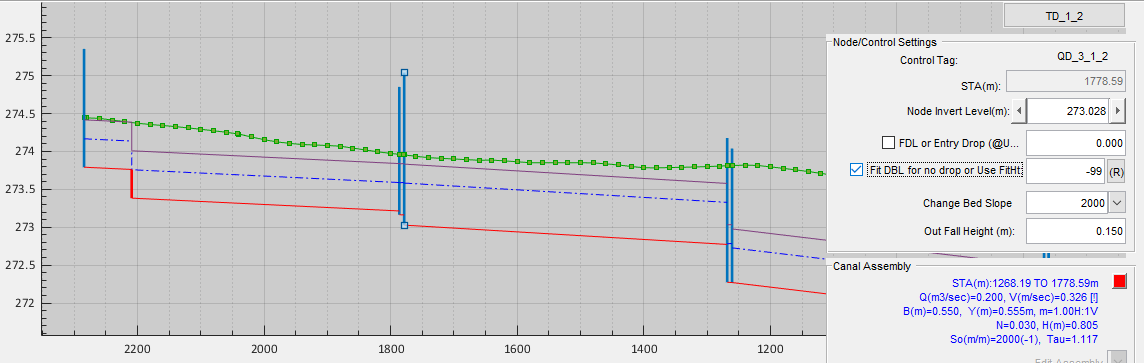 TD_1_2
275.5
275
274.5
274
273.5
273
272.5
272
2200
2000
1800
1600
1400
1200
Node/Control Settings
Control Tag: QD_3_1_2
STA(m): 1778.59
Node Invert Level(m): 273.028
FDL or Entry Drop (@U... 0.000
Fit DBL for no drop or Use FitHt: -99 (R)
Change Bed Slope 2000
Out Fall Height (m): 0.150
Canal Assembly
STA(m):1268.19 TO 1778.59m
Q(m3/sec)=0.200, V(m/sec)=0.326 [!]
B(m)=0.550, Y(m)=0.555m, m=1.00H:1V
N=0.030, H(m)=0.805
So(m/m)=2000(-1), Tau=1.117
Edit Assembly